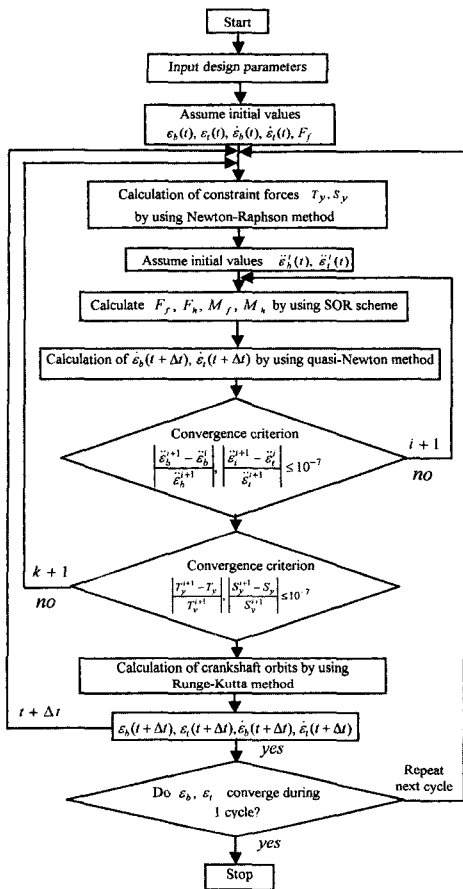 Start
Input design parameters
Assume initial values
ε_b(t), ε_t(t), ε̇_b(t), ε̇_t(t), F_f
Calculation of constraint forces T_y, S_y
by using Newton-Raphson method
Assume initial values ε̈_b^i(t), ε̈_t^i(t)
Calculate F_f, F_h, M_f, M_h by using SOR scheme
Calculation of ε̇_b(t + Δt), ε̇_t(t + Δt) by using quasi-Newton method
Convergence criterion
|(ε̈_b^{i+1} − ε̈_b^i) / ε̈_b^{i+1}|, |(ε̈_t^{i+1} − ε̈_t^i) / ε̈_t^{i+1}| ≤ 10^{-7}
i + 1
no
Convergence criterion
|(T_y^{i+1} − T_y) / T_y^{i+1}|, |(S_y^{i+1} − S_y) / S_y^{i+1}| ≤ 10^{-7}
k + 1
no
Calculation of crankshaft orbits by using
Runge-Kutta method
t + Δt
ε_b(t + Δt), ε_t(t + Δt), ε̇_b(t + Δt), ε̇_t(t + Δt)
yes
Do ε_b, ε_t converge during
1 cycle?
Repeat
next cycle
yes
Stop